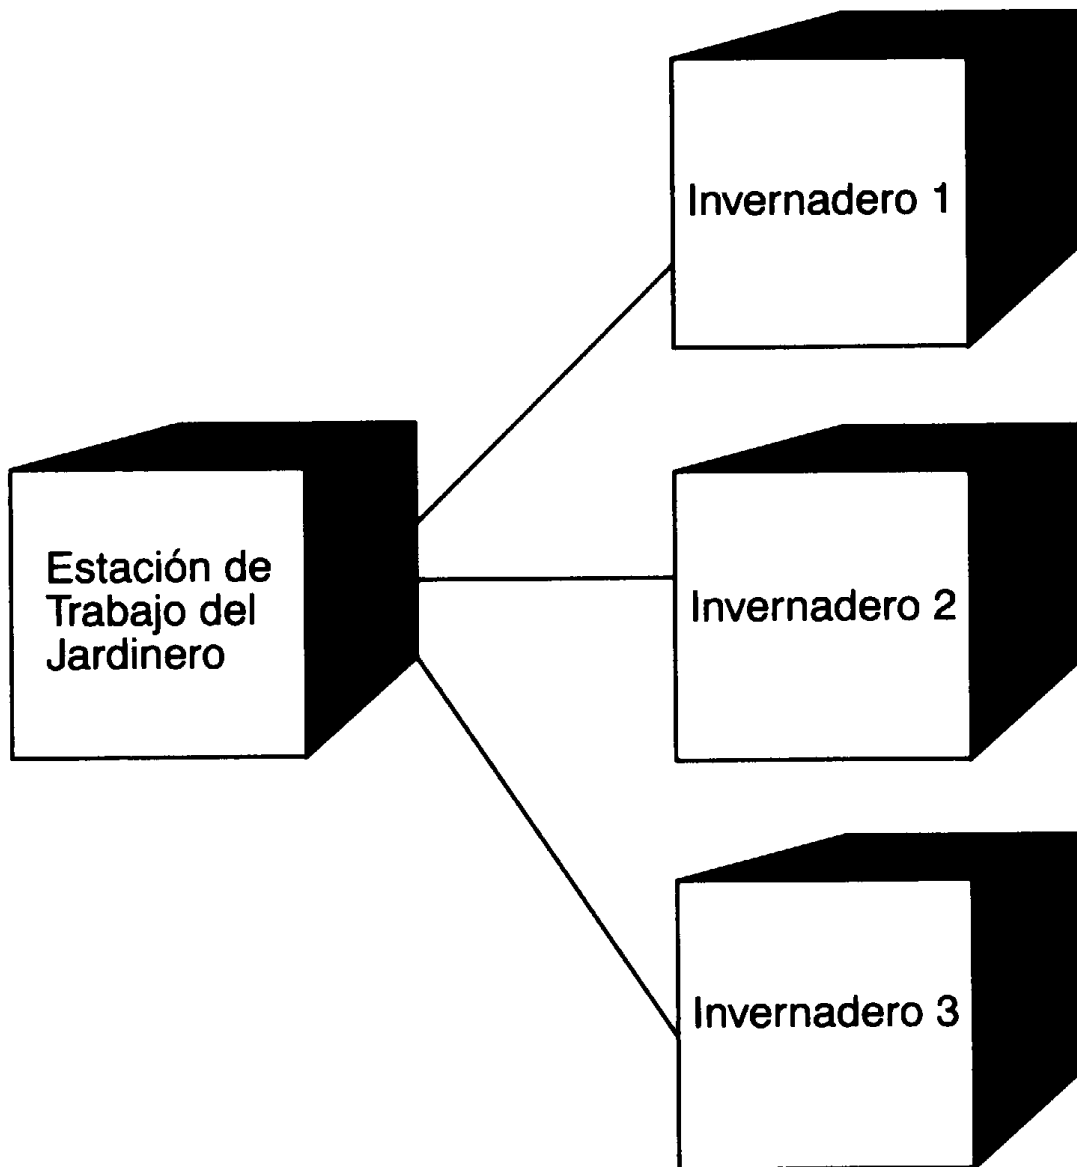 Invernadero 1
Estación de
Trabajo del
Jardinero
Invernadero 2
Invernadero 3